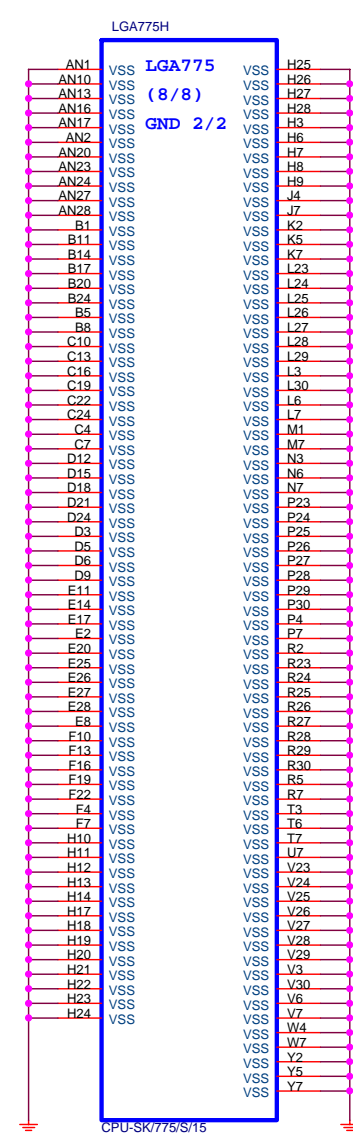 LGA775H
LGA775
(8/8)
GND 2/2
AN1 VSS VSS H25
AN10 VSS VSS H26
AN13 VSS VSS H27
AN16 VSS VSS H28
AN17 VSS VSS H3
AN2 VSS VSS H6
AN20 VSS VSS H7
AN23 VSS VSS H8
AN24 VSS VSS H9
AN27 VSS VSS J4
AN28 VSS VSS J7
B1 VSS VSS K2
B11 VSS VSS K5
B14 VSS VSS K7
B17 VSS VSS L23
B20 VSS VSS L24
B24 VSS VSS L25
B5 VSS VSS L26
B8 VSS VSS L27
C10 VSS VSS L28
C13 VSS VSS L29
C16 VSS VSS L3
C19 VSS VSS L30
C22 VSS VSS L6
C24 VSS VSS L7
C4 VSS VSS M1
C7 VSS VSS M7
D12 VSS VSS N3
D15 VSS VSS N6
D18 VSS VSS N7
D21 VSS VSS P23
D24 VSS VSS P24
D3 VSS VSS P25
D5 VSS VSS P26
D6 VSS VSS P27
D9 VSS VSS P28
E11 VSS VSS P29
E14 VSS VSS P30
E17 VSS VSS P4
E2 VSS VSS P7
E20 VSS VSS R2
E25 VSS VSS R23
E26 VSS VSS R24
E27 VSS VSS R25
E28 VSS VSS R26
E8 VSS VSS R27
F10 VSS VSS R28
F13 VSS VSS R29
F16 VSS VSS R30
F19 VSS VSS R5
F22 VSS VSS R7
F4 VSS VSS T3
F7 VSS VSS T6
H10 VSS VSS T7
H11 VSS VSS U7
H12 VSS VSS V23
H13 VSS VSS V24
H14 VSS VSS V25
H17 VSS VSS V26
H18 VSS VSS V27
H19 VSS VSS V28
H20 VSS VSS V29
H21 VSS VSS V3
H22 VSS VSS V30
H23 VSS VSS V6
H24 VSS VSS V7
VSS W4
VSS W7
VSS Y2
VSS Y5
VSS Y7
CPU-SK/775/S/15